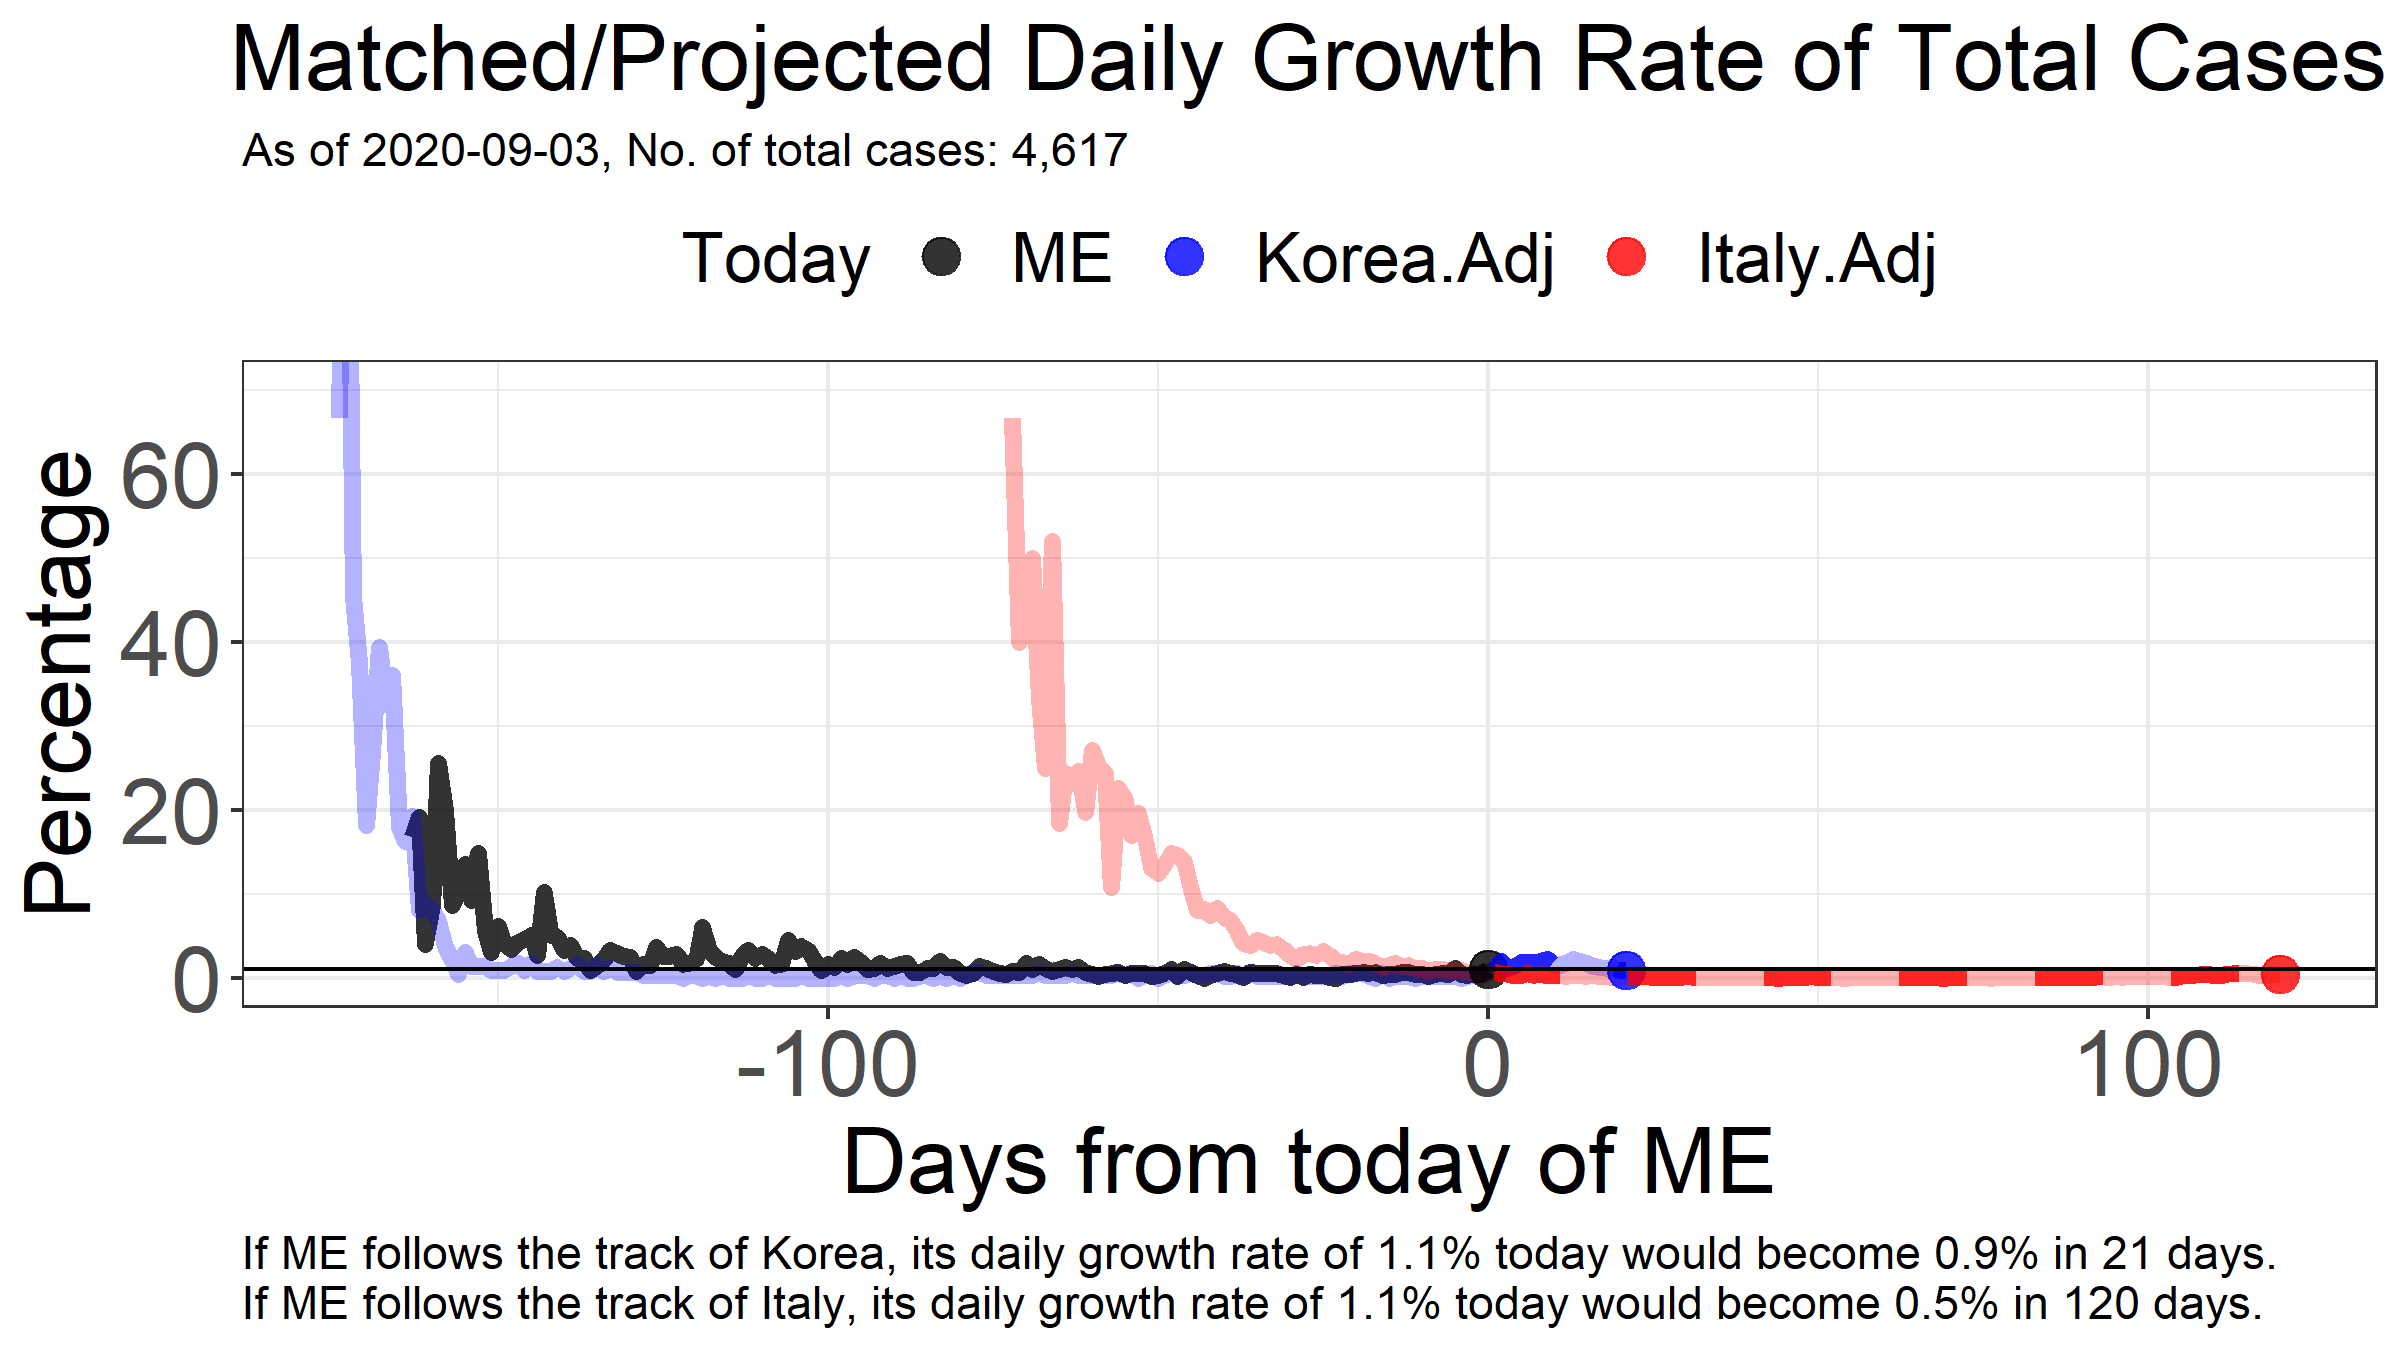 Matched/Projected Daily Growth Rate of Total Cases
As of 2020-09-03, No. of total cases: 4,617
Today ME Korea.Adj Italy.Adj
Percentage
60
40
20
0
-100 0 100
Days from today of ME
If ME follows the track of Korea, its daily growth rate of 1.1% today would become 0.9% in 21 days.
If ME follows the track of Italy, its daily growth rate of 1.1% today would become 0.5% in 120 days.